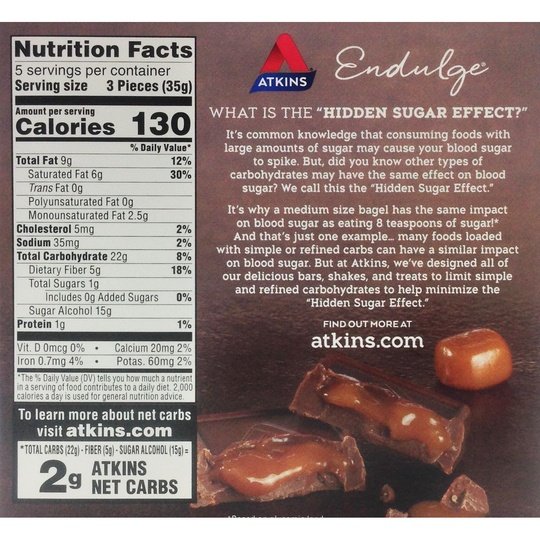 Nutrition Facts
5 servings per container
Serving size 3 Pieces (35g)
Amount per serving
Calories 130
% Daily Value*
Total Fat 9g 12%
Saturated Fat 6g 30%
Trans Fat 0g
Polyunsaturated Fat 0g
Monounsaturated Fat 2.5g
Cholesterol 5mg 2%
Sodium 35mg 2%
Total Carbohydrate 22g 8%
Dietary Fiber 5g 18%
Total Sugars 1g
Includes 0g Added Sugars 0%
Sugar Alcohol 15g
Protein 1g 1%
Vit. D 0mcg 0% • Calcium 20mg 2%
Iron 0.7mg 4% • Potas. 60mg 2%
*The % Daily Value (DV) tells you how much a nutrient
in a serving of food contributes to a daily diet. 2,000
calories a day is used for general nutrition advice.
To learn more about net carbs
visit atkins.com
*TOTAL CARBS (22g) - FIBER (5g) - SUGAR ALCOHOL (15g) =
2g ATKINS
NET CARBS
ATKINS
Endulge®
WHAT IS THE “HIDDEN SUGAR EFFECT?”
It's common knowledge that consuming foods with
large amounts of sugar may cause your blood sugar
to spike. But, did you know other types of
carbohydrates may have the same effect on blood
sugar? We call this the “Hidden Sugar Effect.”
It's why a medium size bagel has the same impact
on blood sugar as eating 8 teaspoons of sugar!*
And that's just one example... many foods loaded
with simple or refined carbs can have a similar impact
on blood sugar. But at Atkins, we've designed all of
our delicious bars, shakes, and treats to limit simple
and refined carbohydrates to help minimize the
“Hidden Sugar Effect.”
FIND OUT MORE AT
atkins.com